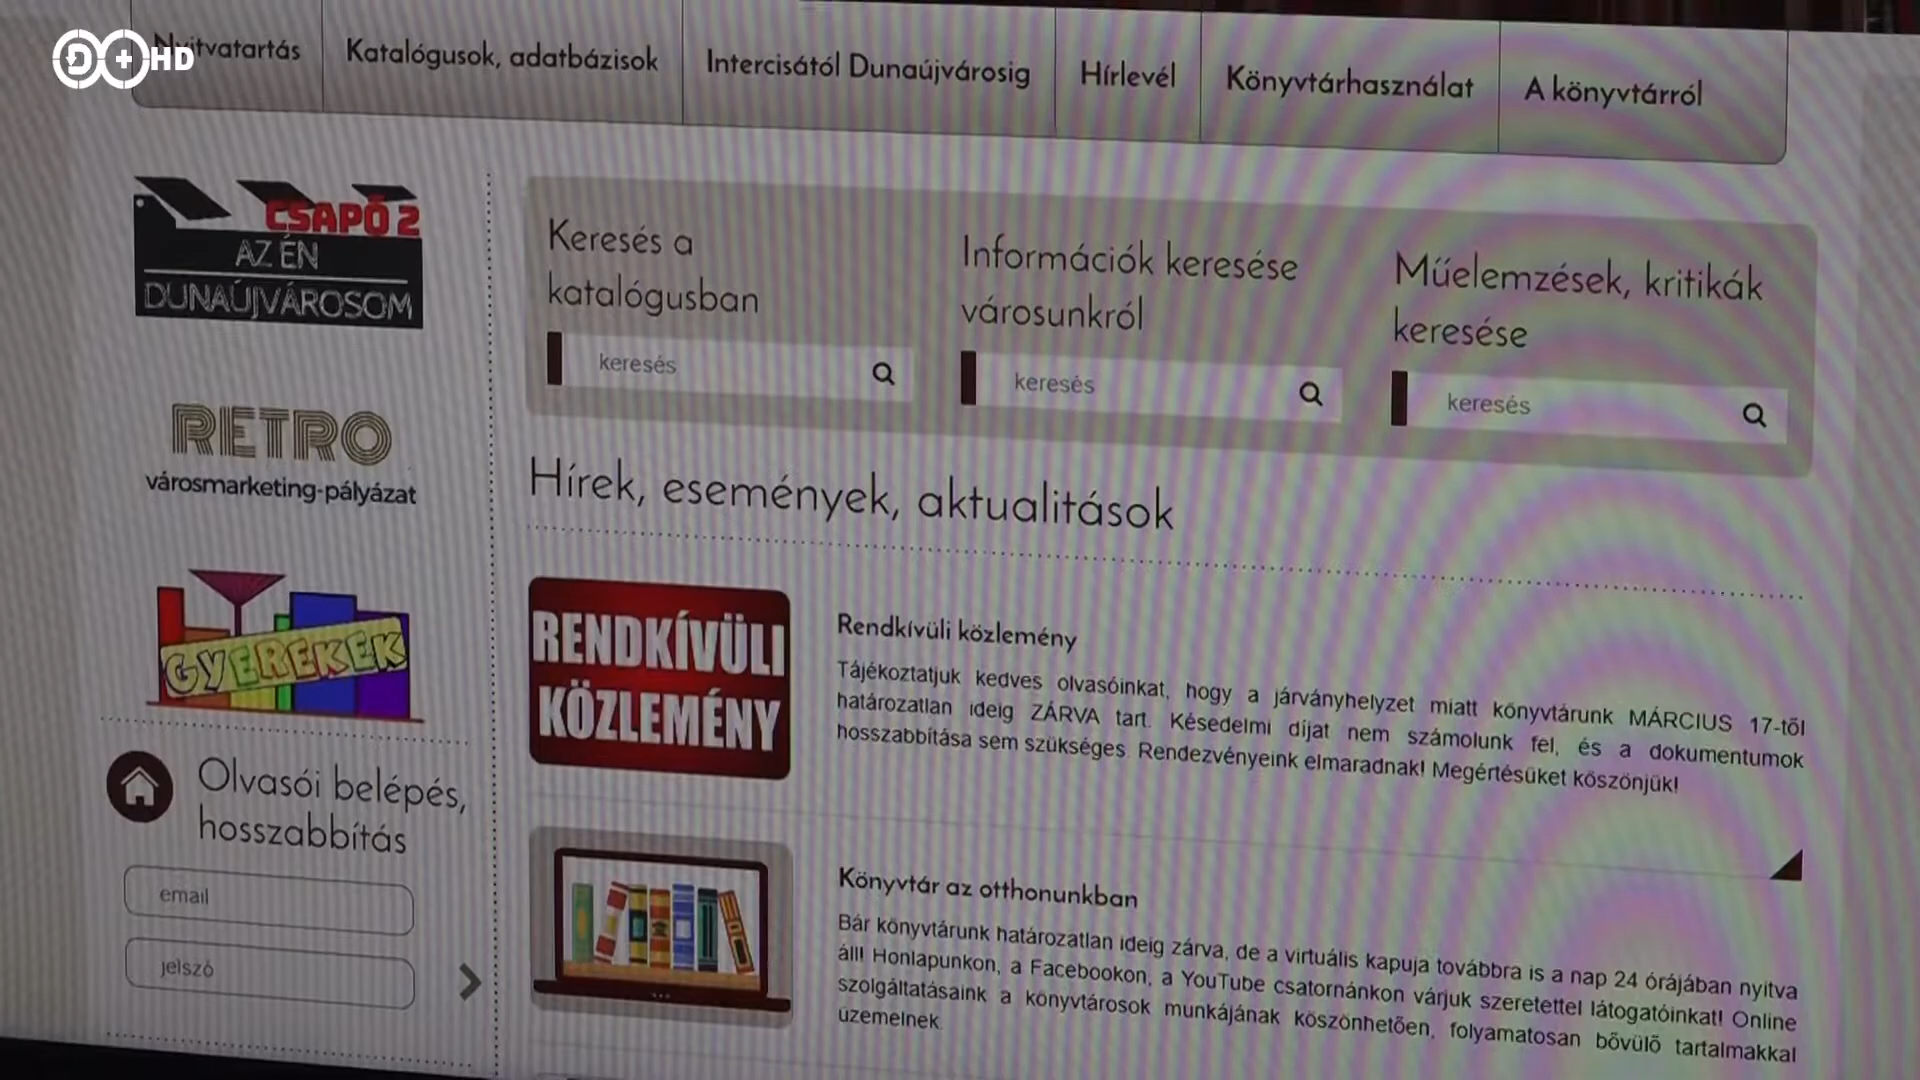 D+HD
Nyitvatartás
Katalógusok, adatbázisok
Intercisától Dunaújvárosig
Hírlevél
Könyvtárhasználat
A könyvtárról
CSAPÓ 2
AZ ÉN
DUNAÚJVÁROSOM
RETRO
városmarketing-pályázat
GYEREKEK
Olvasói belépés,
hosszabbítás
email
jelszó
Keresés a
katalógusban
keresés
Információk keresése
városunkról
keresés
Műelemzések, kritikák
keresése
keresés
Hírek, események, aktualitások
RENDKÍVÜLI
KÖZLEMÉNY
Rendkívüli közlemény
Tájékoztatjuk kedves olvasóinkat, hogy a járványhelyzet miatt könyvtárunk MÁRCIUS 17-től
határozatlan ideig ZÁRVA tart. Késedelmi díjat nem számolunk fel, és a dokumentumok
hosszabbítása sem szükséges. Rendezvényeink elmaradnak! Megértésüket köszönjük!
Könyvtár az otthonunkban
Bár könyvtárunk határozatlan ideig zárva, de a virtuális kapuja továbbra is a nap 24 órájában nyitva
áll! Honlapunkon, a Facebookon, a YouTube csatornánkon várjuk szeretettel látogatóinkat! Online
szolgáltatásaink a könyvtárosok munkájának köszönhetően, folyamatosan bővülő tartalmakkal
üzemelnek.